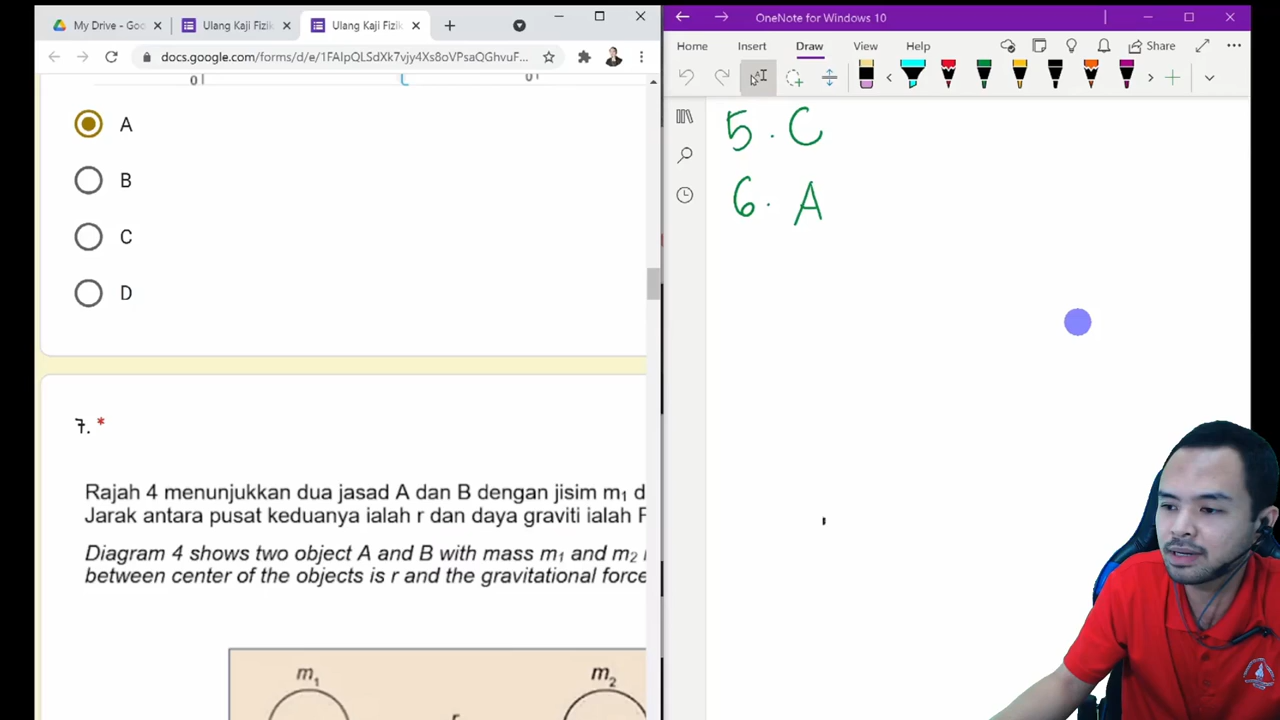 My Drive - Goo
Ulang Kaji Fizik
Ulang Kaji Fizik
docs.google.com/forms/d/e/1FAIpQLSdXk7vjy4Xs8oVPsaQGhvuF...
A
B
C
D
7. *
Rajah 4 menunjukkan dua jasad A dan B dengan jisim m₁ d
Jarak antara pusat keduanya ialah r dan daya graviti ialah F
Diagram 4 shows two object A and B with mass m₁ and m₂
between center of the objects is r and the gravitational force
m₁
m₂
r
OneNote for Windows 10
Home Insert Draw View Help Share
5. C
6. A